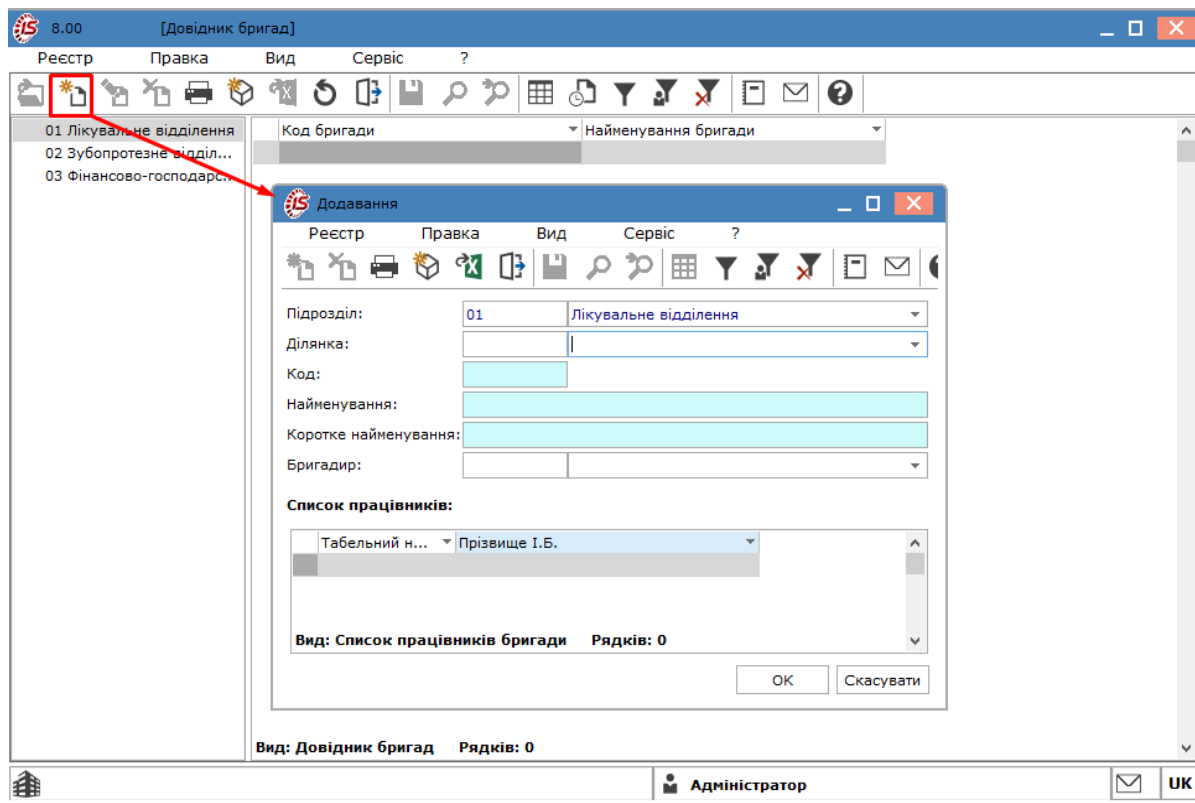 8.00 [Довідник бригад]
Реєстр Правка Вид Сервіс ?
01 Лікувальне відділення
02 Зубопротезне відділ...
03 Фінансово-господарс...
Код бригади Найменування бригади
Додавання
Реєстр Правка Вид Сервіс ?
Підрозділ: 01 Лікувальне відділення
Ділянка:
Код:
Найменування:
Коротке найменування:
Бригадир:
Список працівників:
Табельний н... Прізвище І.Б.
Вид: Список працівників бригади Рядків: 0
OK Скасувати
Вид: Довідник бригад Рядків: 0
Адміністратор UK